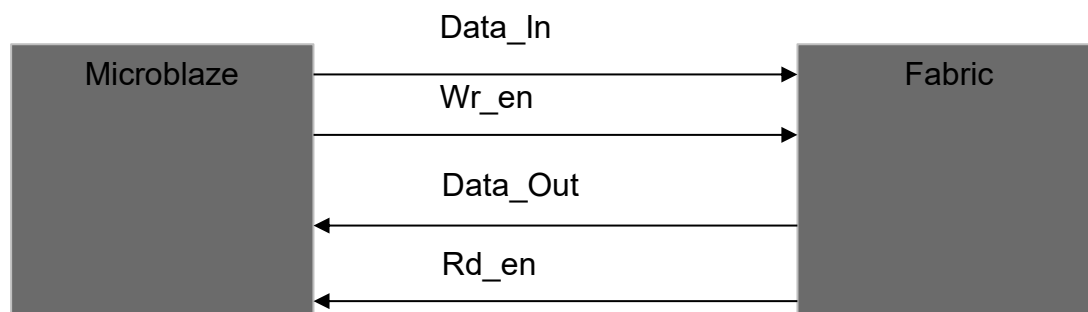 Data_In
Microblaze
Fabric
Wr_en
Data_Out
Rd_en